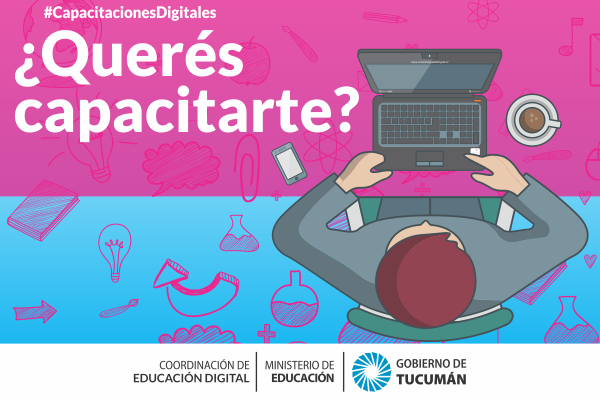 #CapacitacionesDigitales
¿Querés
capacitarte?
COORDINACIÓN DE
EDUCACIÓN DIGITAL
MINISTERIO DE
EDUCACIÓN
GOBIERNO DE
TUCUMÁN